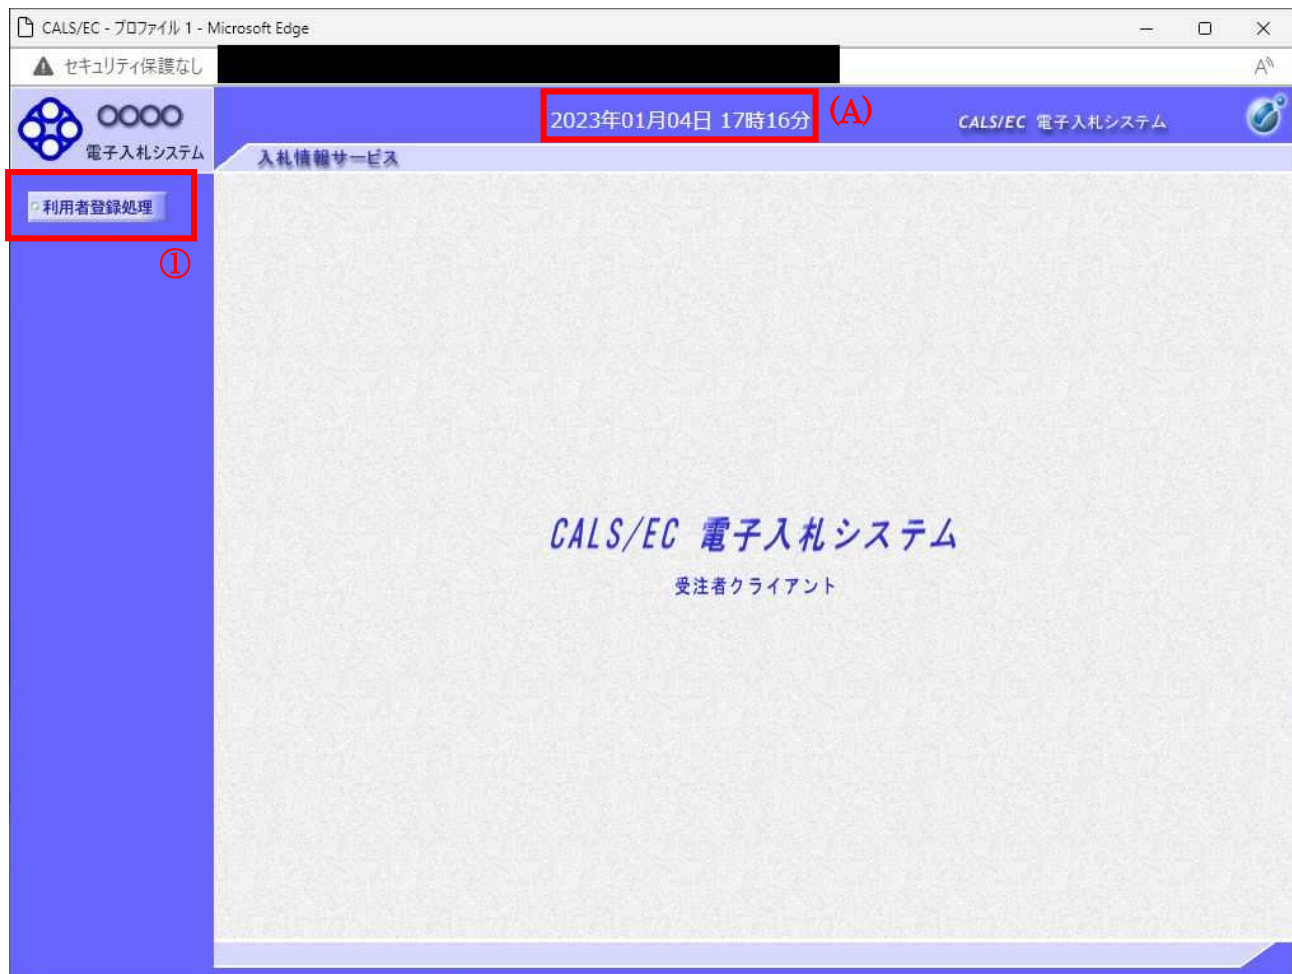 CALS/EC - プロファイル 1 - Microsoft Edge
セキュリティ保護なし
〇〇〇〇
電子入札システム
2023年01月04日 17時16分
(A)
CALS/EC 電子入札システム
入札情報サービス
利用者登録処理
①
CALS/EC 電子入札システム
受注者クライアント